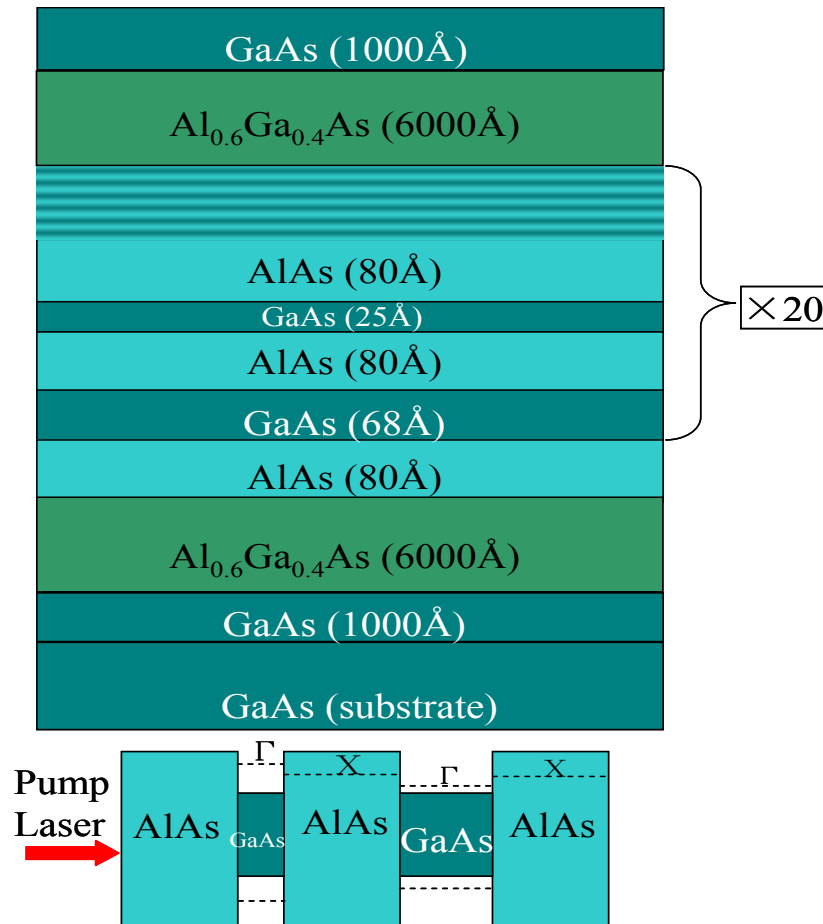 GaAs (1000Å)
Al₀.₆Ga₀.₄As (6000Å)
AlAs (80Å)
GaAs (25Å)
× 20
AlAs (80Å)
GaAs (68Å)
AlAs (80Å)
Al₀.₆Ga₀.₄As (6000Å)
GaAs (1000Å)
GaAs (substrate)
Γ
X
Γ
X
Pump
Laser
AlAs
GaAs
AlAs
GaAs
AlAs